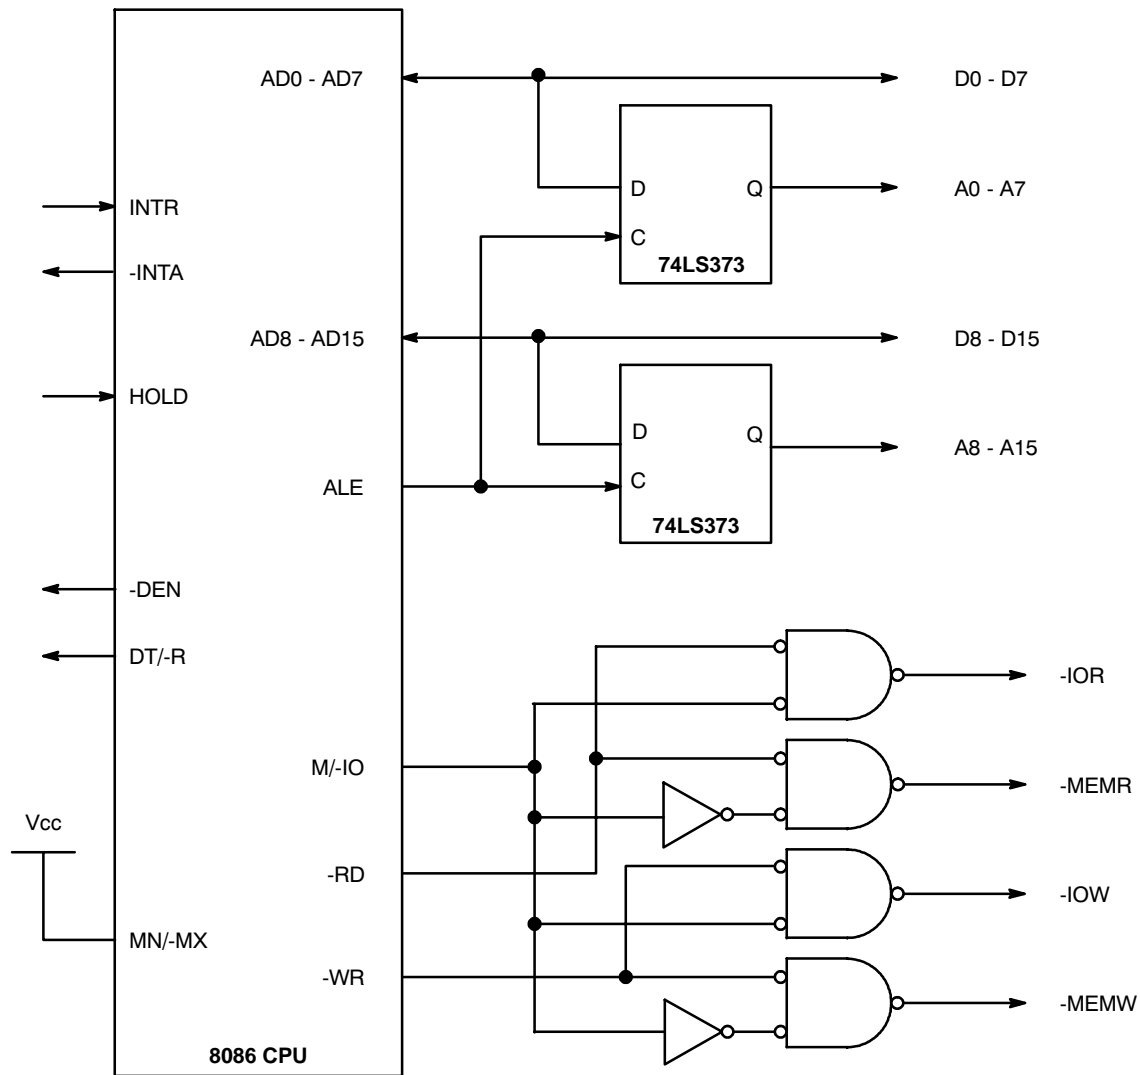 AD0 - AD7
D0 - D7
D
Q
A0 - A7
INTR
C
74LS373
-INTA
AD8 - AD15
D8 - D15
HOLD
D
Q
A8 - A15
ALE
C
74LS373
-DEN
DT/-R
-IOR
M/-IO
-MEMR
Vcc
-RD
-IOW
MN/-MX
-WR
-MEMW
8086 CPU